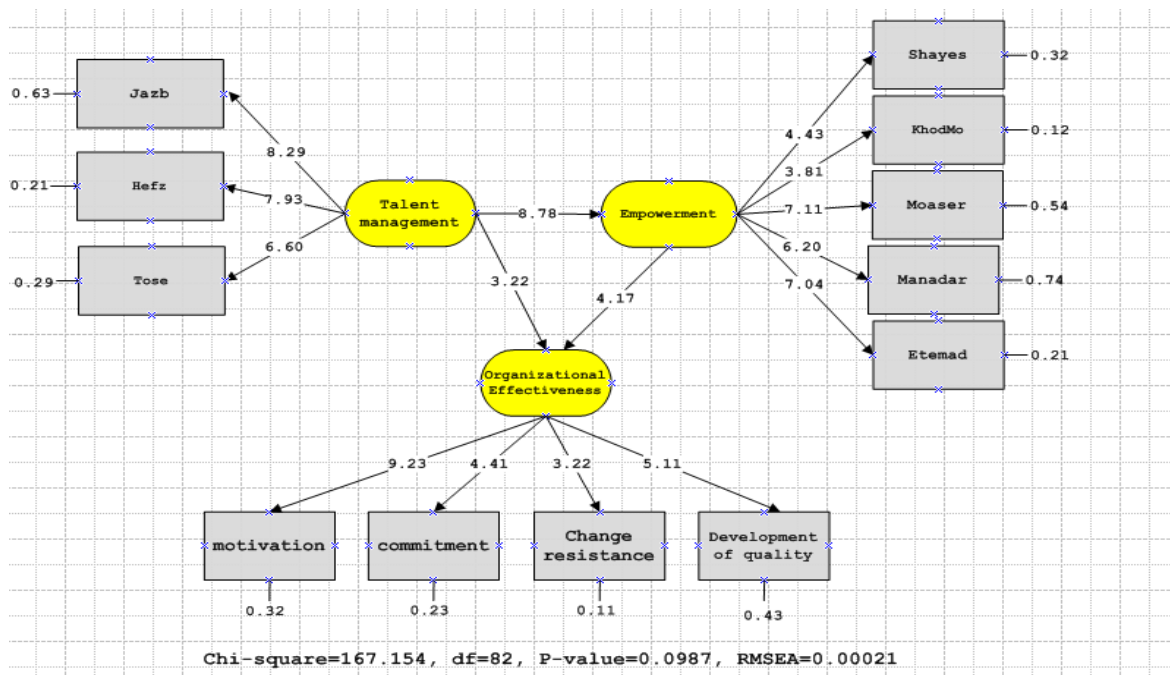 Jazb
0.63
8.29
Hefz
0.21
7.93
Tose
0.29
6.60
Talent
management
8.78
Empowerment
3.22
4.17
Shayes
0.32
4.43
KhodMo
0.12
3.81
Moaser
0.54
7.11
Manadar
0.74
6.20
Etemad
0.21
7.04
Organizational
Effectiveness
9.23
4.41
3.22
5.11
motivation
commitment
Change
resistance
Development
of quality
0.32
0.23
0.11
0.43
Chi-square=167.154, df=82, P-value=0.0987, RMSEA=0.00021